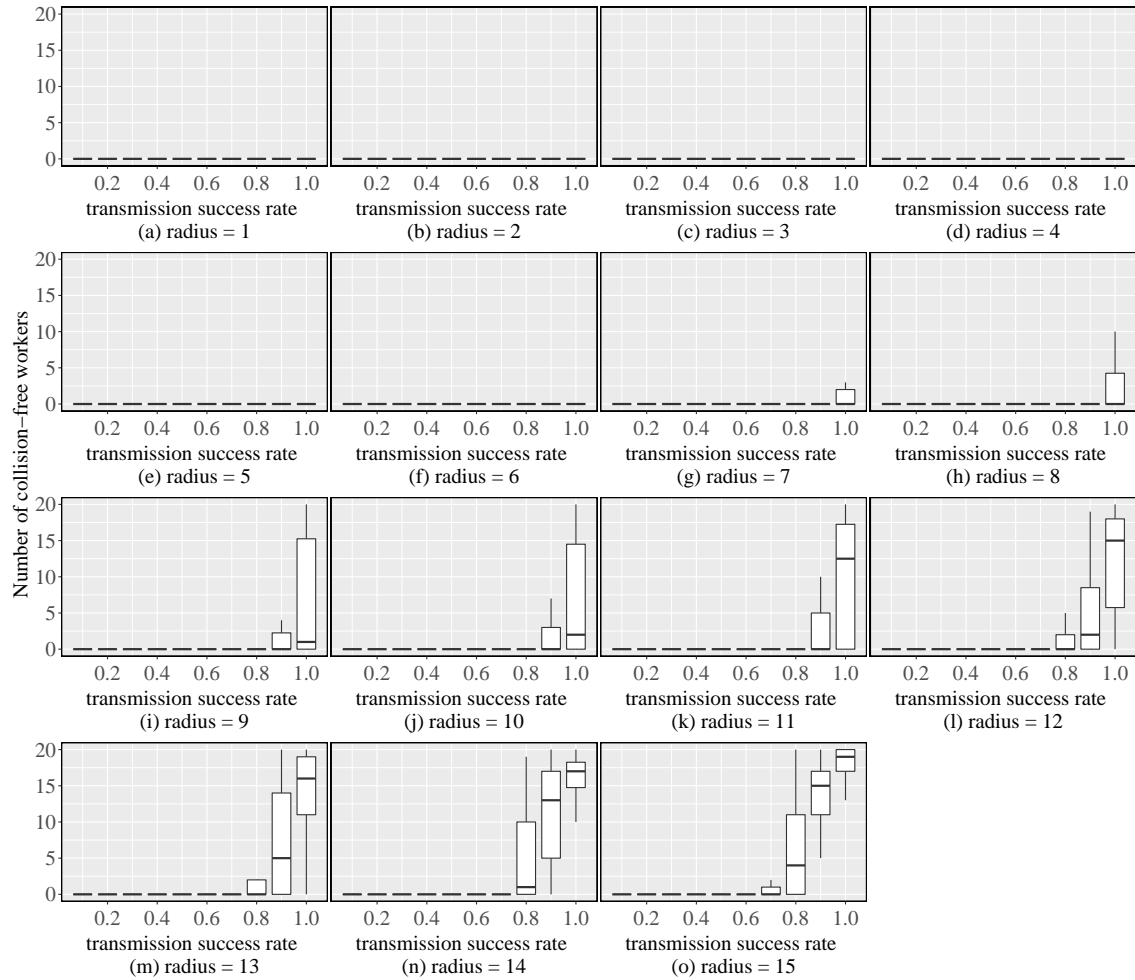 Number of collision−free workers
20
15
10
5
0
0.2 0.4 0.6 0.8 1.0 0.2 0.4 0.6 0.8 1.0 0.2 0.4 0.6 0.8 1.0 0.2 0.4 0.6 0.8 1.0
transmission success rate transmission success rate transmission success rate transmission success rate
(a) radius = 1 (b) radius = 2 (c) radius = 3 (d) radius = 4
20
15
10
5
0
0.2 0.4 0.6 0.8 1.0 0.2 0.4 0.6 0.8 1.0 0.2 0.4 0.6 0.8 1.0 0.2 0.4 0.6 0.8 1.0
transmission success rate transmission success rate transmission success rate transmission success rate
(e) radius = 5 (f) radius = 6 (g) radius = 7 (h) radius = 8
20
15
10
5
0
0.2 0.4 0.6 0.8 1.0 0.2 0.4 0.6 0.8 1.0 0.2 0.4 0.6 0.8 1.0 0.2 0.4 0.6 0.8 1.0
transmission success rate transmission success rate transmission success rate transmission success rate
(i) radius = 9 (j) radius = 10 (k) radius = 11 (l) radius = 12
20
15
10
5
0
0.2 0.4 0.6 0.8 1.0 0.2 0.4 0.6 0.8 1.0 0.2 0.4 0.6 0.8 1.0
transmission success rate transmission success rate transmission success rate
(m) radius = 13 (n) radius = 14 (o) radius = 15